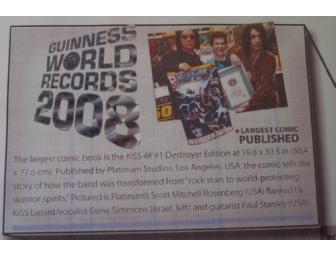 GUINNESS
WORLD
RECORDS
2008
• LARGEST COMIC
PUBLISHED
The largest comic book is the KISS 4K #1 Destroyer Edition at 19.8 x 30.5 in (50.4
x 77.6 cm). Published by Platinum Studios, Los Angeles, USA, the comic tells the
story of how the band was transformed from "rock stars to world-protecting
warrior spirits." Pictured is Platinum's Scott Mitchell Rosenberg (USA) flanked by
KISS bassist/vocalist Gene Simmons (Israel, left) and guitarist Paul Stanley (USA).